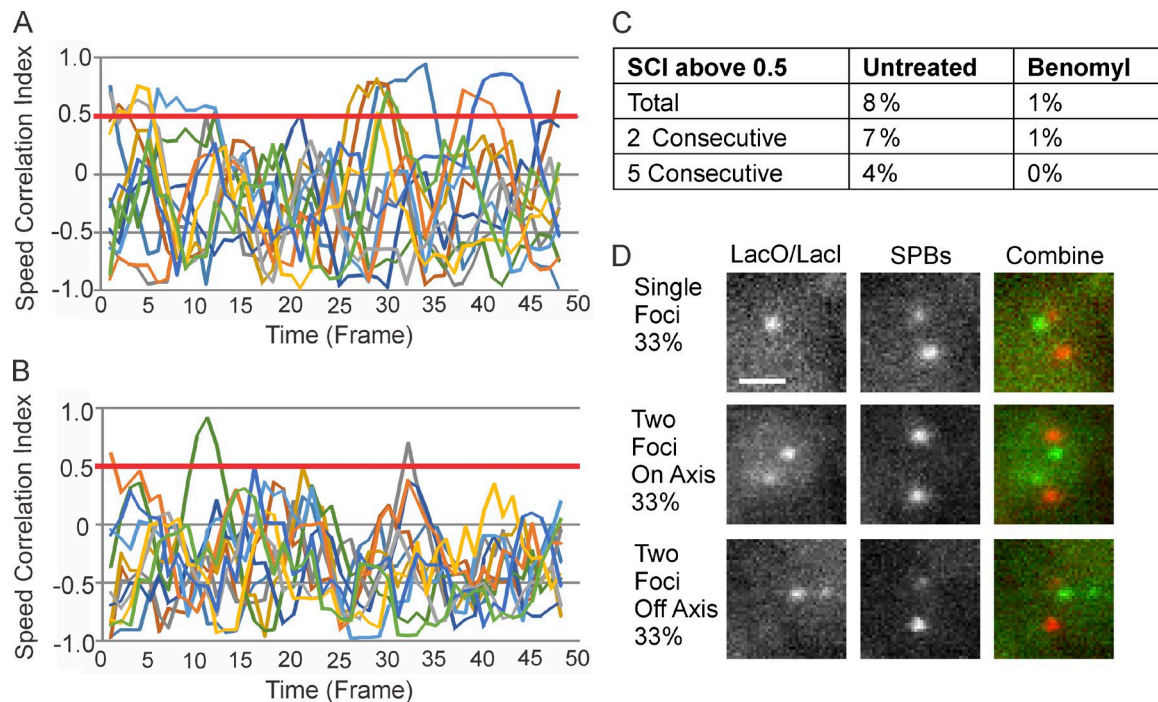 A
Speed Correlation Index
1.0
0.5
0
-0.5
-1.0
0 5 10 15 20 25 30 35 40 45 50
Time (Frame)
B
Speed Correlation Index
1.0
0.5
0
-0.5
-1.0
0 5 10 15 20 25 30 35 40 45 50
Time (Frame)
C
SCI above 0.5 Untreated Benomyl
Total 8% 1%
2 Consecutive 7% 1%
5 Consecutive 4% 0%
D
LacO/LacI SPBs Combine
Single
Foci
33%
Two
Foci
On Axis
33%
Two
Foci
Off Axis
33%